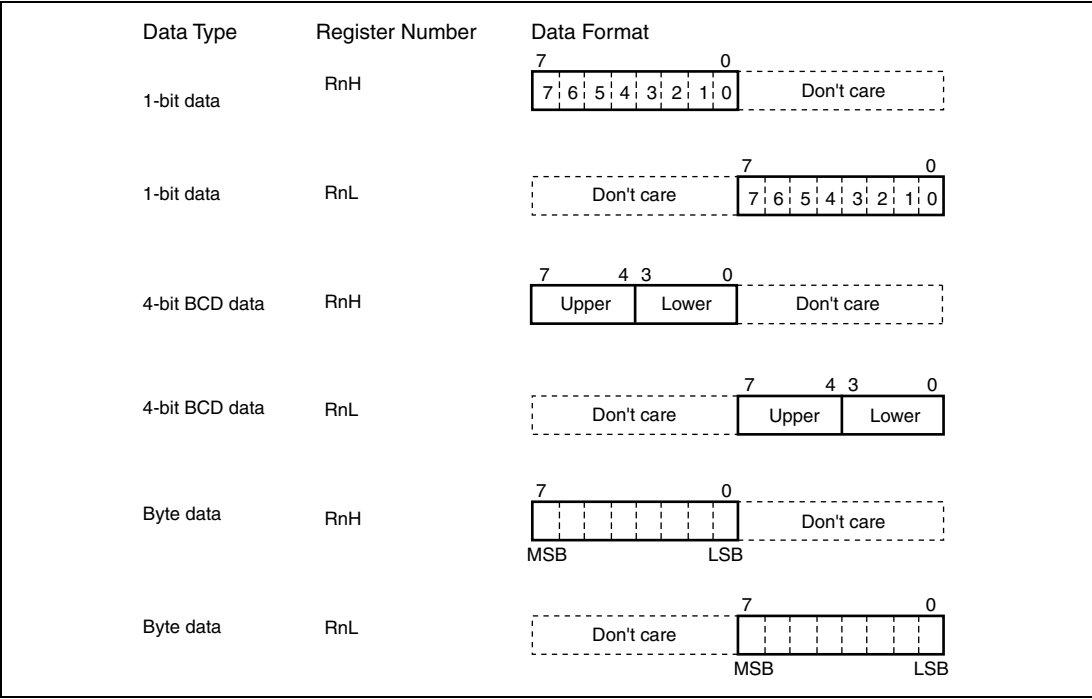 Data Type Register Number Data Format
7 0
1-bit data RnH 7 6 5 4 3 2 1 0 Don't care
7 0
1-bit data RnL Don't care 7 6 5 4 3 2 1 0
7 4 3 0
4-bit BCD data RnH Upper Lower Don't care
7 4 3 0
4-bit BCD data RnL Don't care Upper Lower
7 0
Byte data RnH Don't care
MSB LSB
7 0
Byte data RnL Don't care
MSB LSB